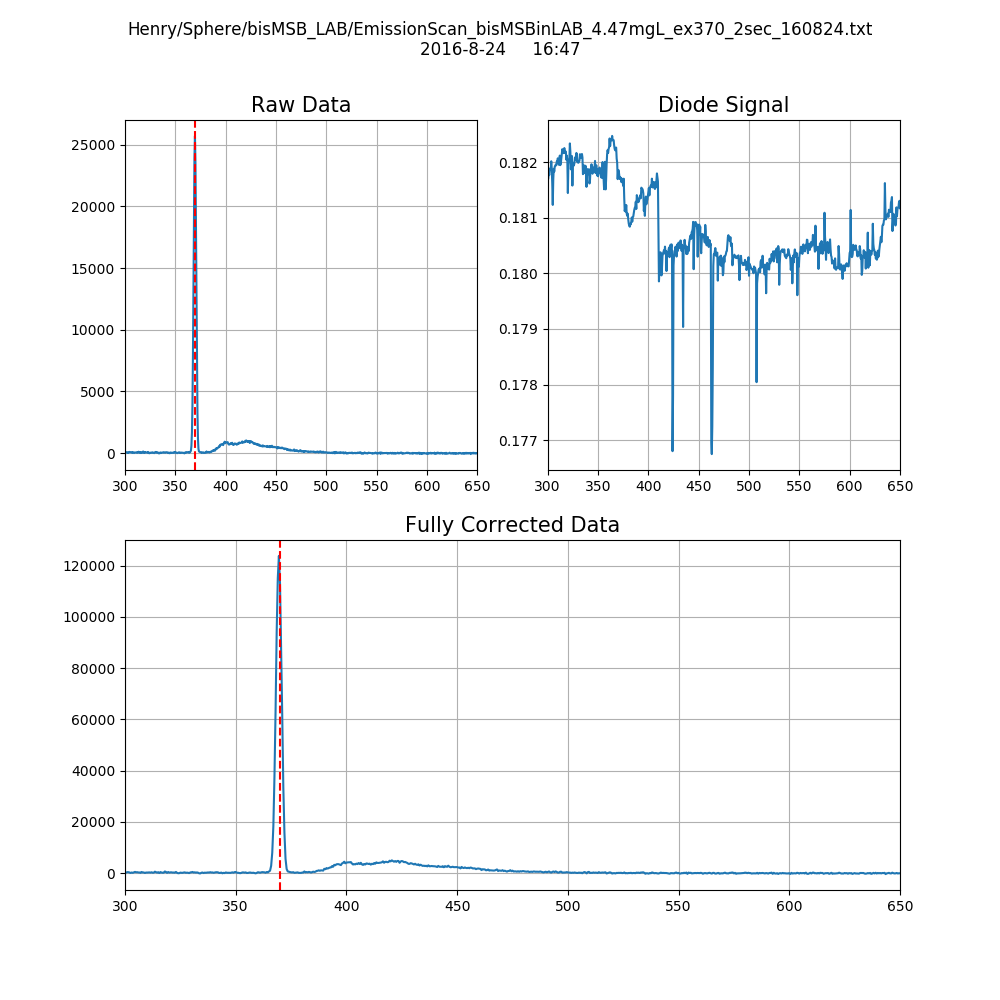 Henry/Sphere/bisMSB_LAB/EmissionScan_bisMSBinLAB_4.47mgL_ex370_2sec_160824.txt
2016-8-24 16:47
Raw Data
25000
20000
15000
10000
5000
0
300 350 400 450 500 550 600 650
Diode Signal
0.182
0.181
0.180
0.179
0.178
0.177
300 350 400 450 500 550 600 650
Fully Corrected Data
120000
100000
80000
60000
40000
20000
0
300 350 400 450 500 550 600 650